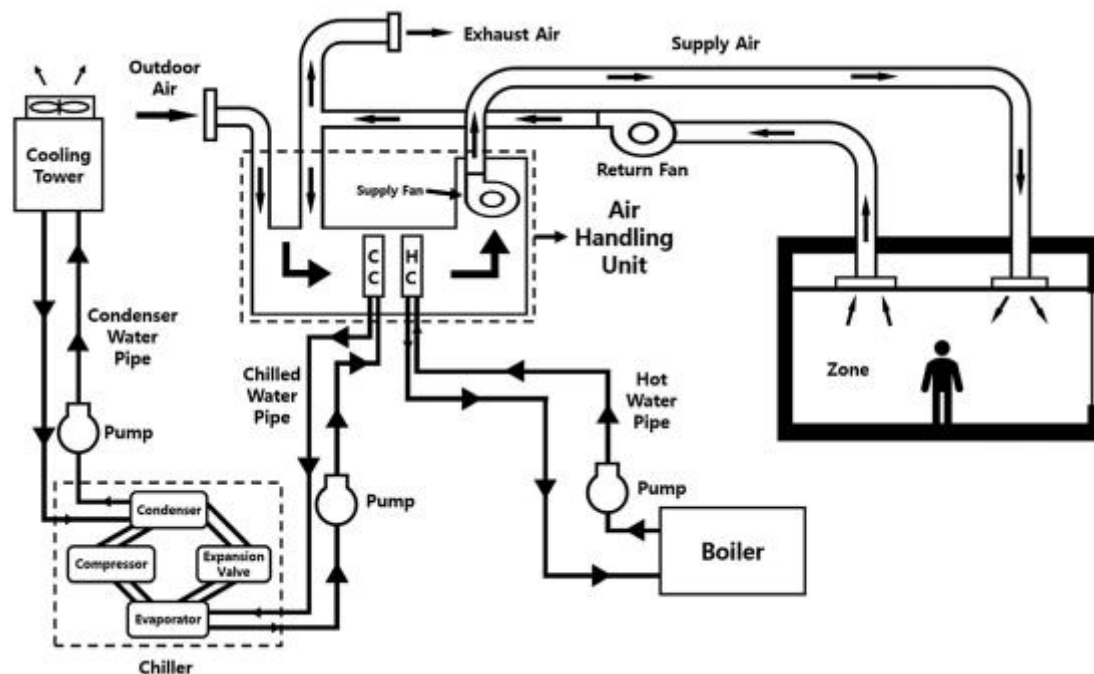 Exhaust Air
Supply Air
Outdoor
Air
Cooling
Tower
Return Fan
Supply Fan
Air
Handling
Unit
C
C
H
C
Condenser
Water
Pipe
Chilled
Water
Pipe
Hot
Water
Pipe
Zone
Pump
Pump
Pump
Condenser
Compressor
Expansion
Valve
Evaporator
Boiler
Chiller